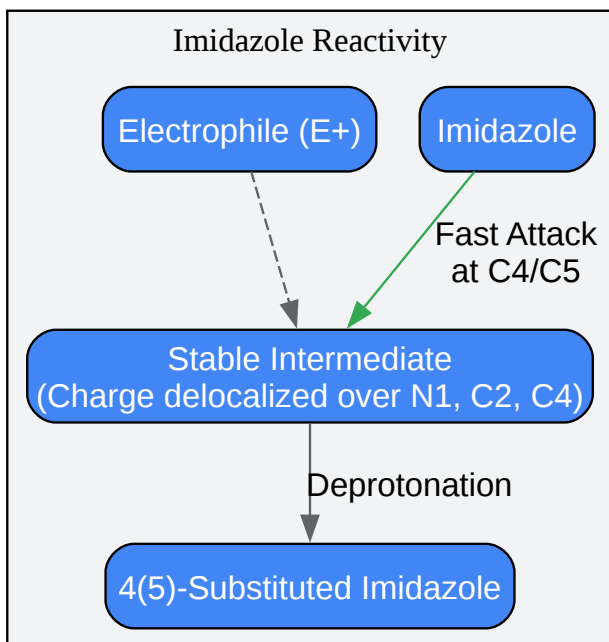 Imidazole Reactivity
Electrophile (E+)
Imidazole
Fast Attack
at C4/C5
Stable Intermediate
(Charge delocalized over N1, C2, C4)
Deprotonation
4(5)-Substituted Imidazole